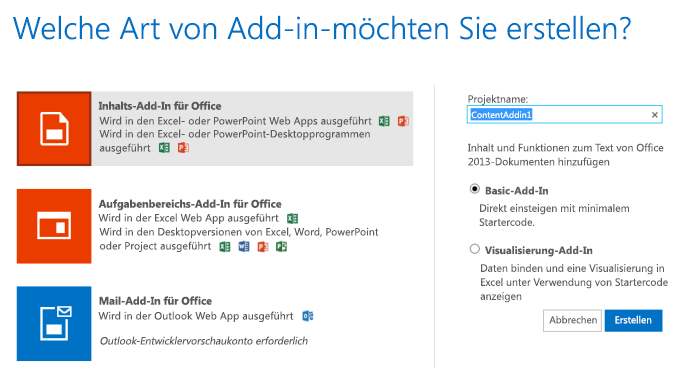 Welche Art von Add-in-möchten Sie erstellen?
Inhalts-Add-In für Office
Wird in den Excel- oder PowerPoint Web Apps ausgeführt
Wird in den Excel- oder PowerPoint-Desktopprogrammen
ausgeführt
Aufgabenbereichs-Add-In für Office
Wird in der Excel Web App ausgeführt
Wird in den Desktopversionen von Excel, Word, PowerPoint
oder Project ausgeführt
Mail-Add-In für Office
Wird in der Outlook Web App ausgeführt
Outlook-Entwicklervorschaukonto erforderlich
Projektname:
ContentAddin1
Inhalt und Funktionen zum Text von Office
2013-Dokumenten hinzufügen
Basic-Add-In
Direkt einsteigen mit minimalem
Startercode.
Visualisierung-Add-In
Daten binden und eine Visualisierung in
Excel unter Verwendung von Startercode
anzeigen
Abbrechen
Erstellen